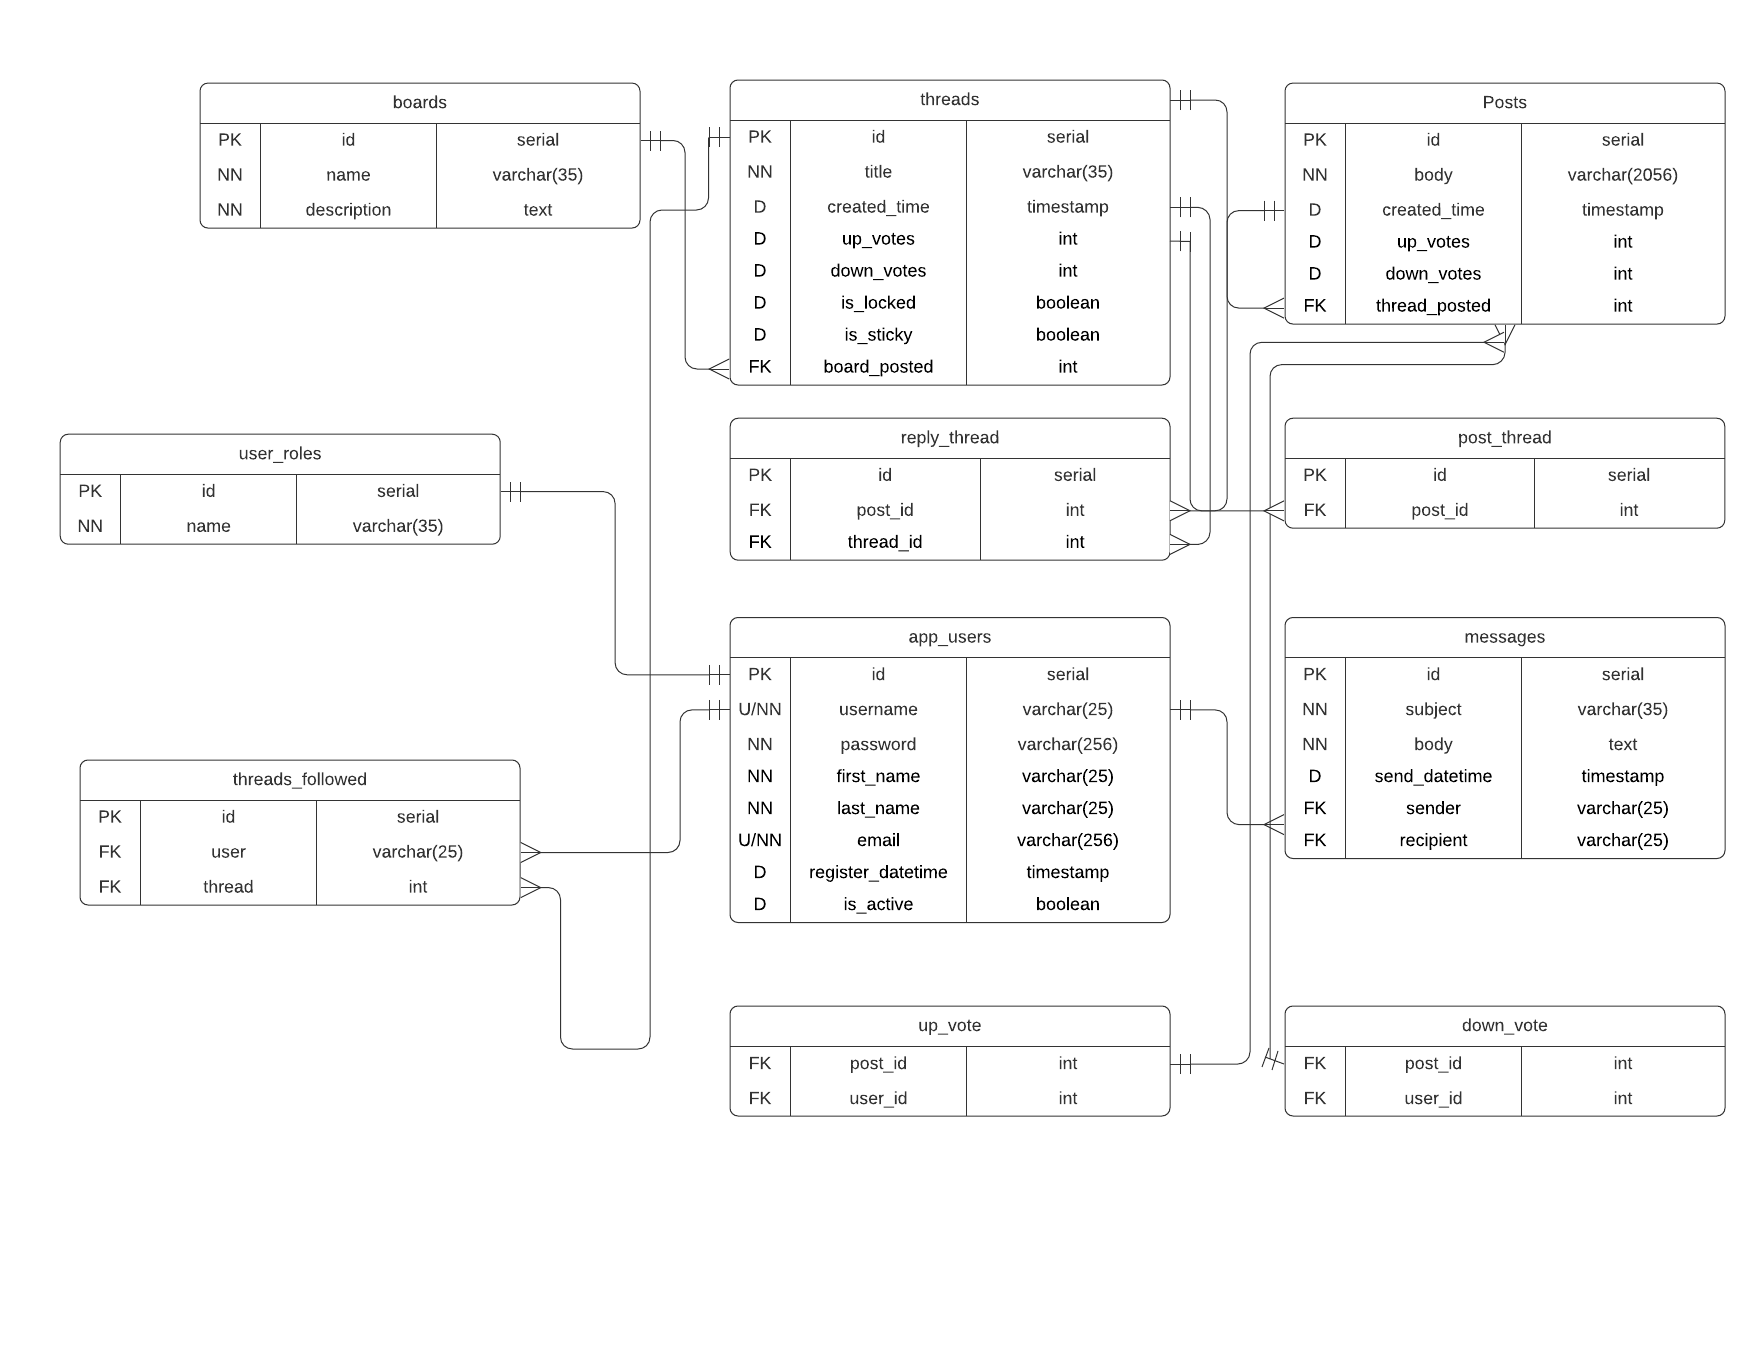 boards
PK id serial
NN name varchar(35)
NN description text
threads
PK id serial
NN title varchar(35)
D created_time timestamp
D up_votes int
D down_votes int
D is_locked boolean
D is_sticky boolean
FK board_posted int
Posts
PK id serial
NN body varchar(2056)
D created_time timestamp
D up_votes int
D down_votes int
FK thread_posted int
user_roles
PK id serial
NN name varchar(35)
reply_thread
PK id serial
FK post_id int
FK thread_id int
post_thread
PK id serial
FK post_id int
threads_followed
PK id serial
FK user varchar(25)
FK thread int
app_users
PK id serial
U/NN username varchar(25)
NN password varchar(256)
NN first_name varchar(25)
NN last_name varchar(25)
U/NN email varchar(256)
D register_datetime timestamp
D is_active boolean
messages
PK id serial
NN subject varchar(35)
NN body text
D send_datetime timestamp
FK sender varchar(25)
FK recipient varchar(25)
up_vote
FK post_id int
FK user_id int
down_vote
FK post_id int
FK user_id int